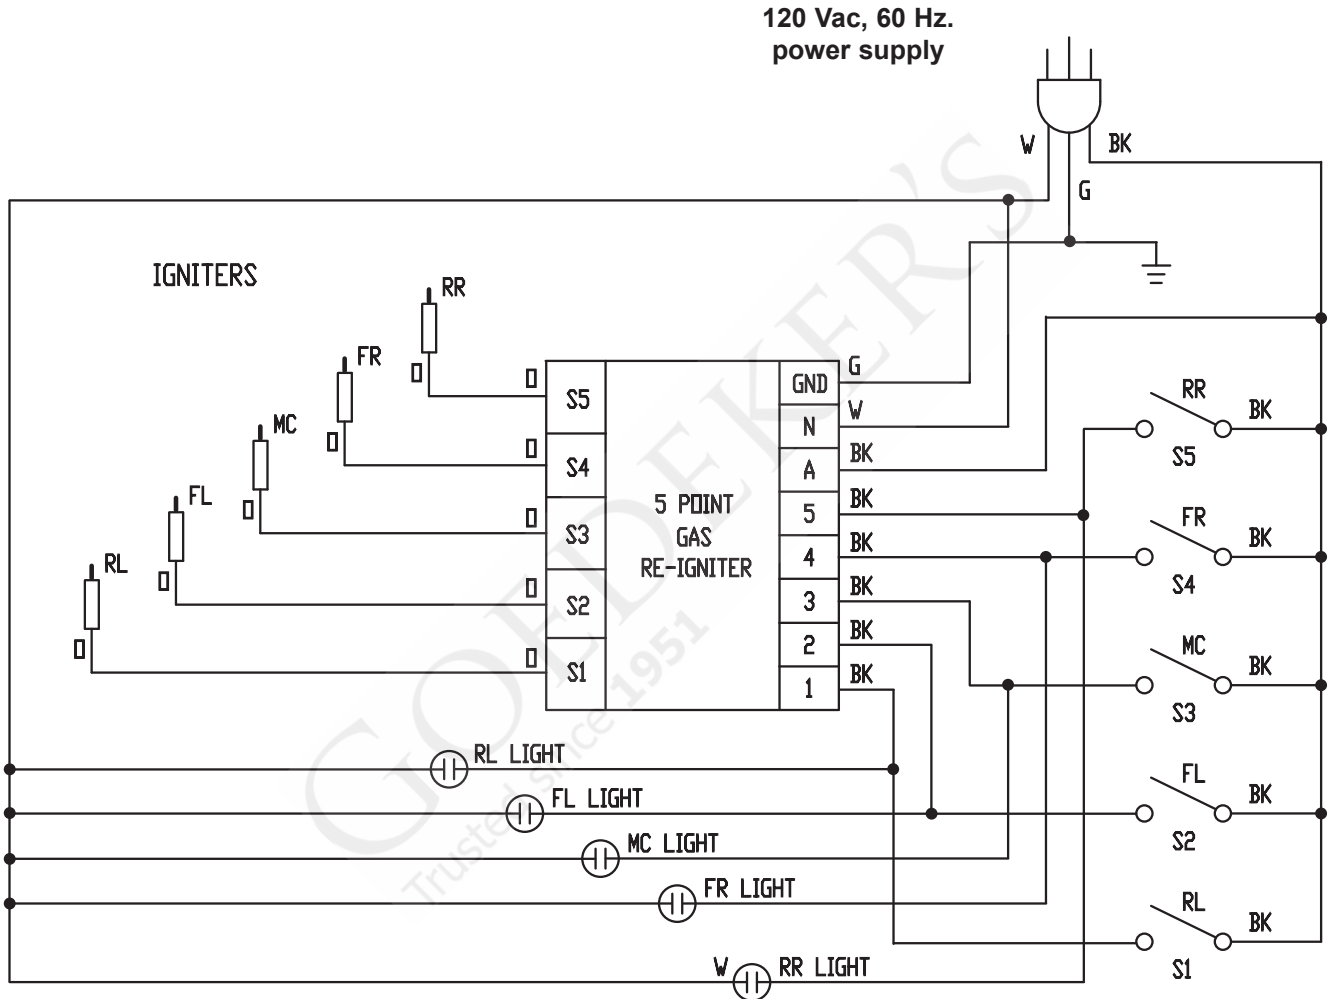 120 Vac, 60 Hz.
power supply
W
BK
G
IGNITERS
RR
FR
MC
FL
RL
S5
S4
S3
S2
S1
5 POINT
GAS
RE-IGNITER
GND
N
A
5
4
3
2
1
G
W
BK
BK
BK
BK
BK
BK
RR
BK
S5
FR
BK
S4
MC
BK
S3
FL
BK
S2
RL
BK
S1
RL LIGHT
FL LIGHT
MC LIGHT
FR LIGHT
W
RR LIGHT
GOEDEKER'S
Trusted since 1951